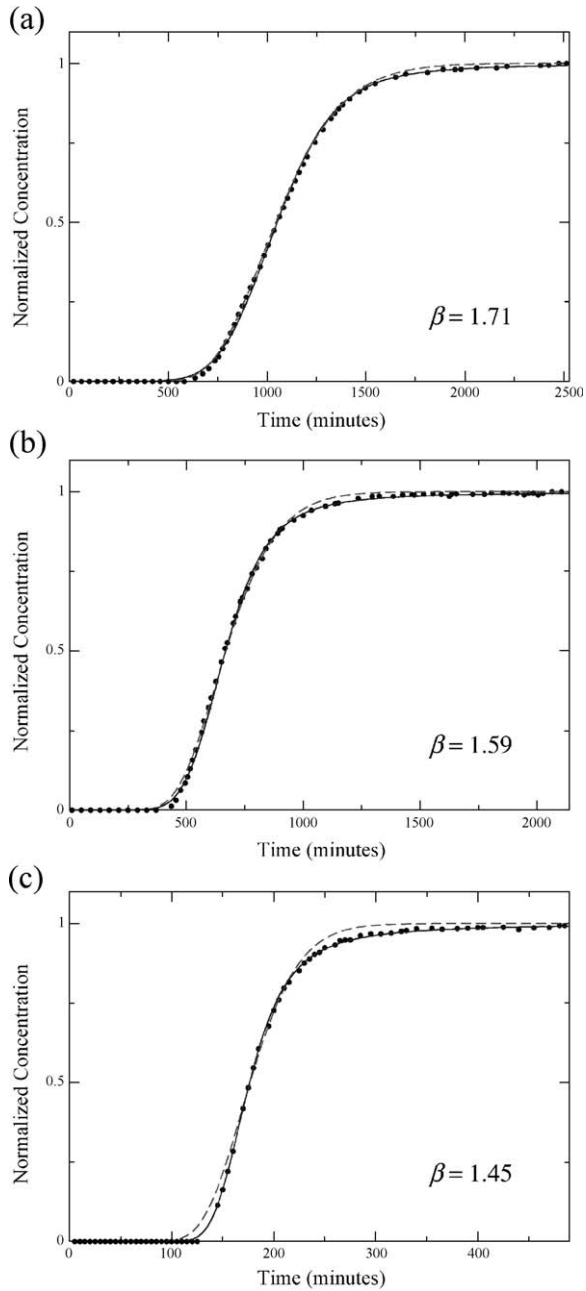 (a)
Normalized Concentration
1
0.5
0
β = 1.71
0 500 1000 1500 2000 2500
Time (minutes)
(b)
Normalized Concentration
1
0.5
0
β = 1.59
0 500 1000 1500 2000
Time (minutes)
(c)
Normalized Concentration
1
0.5
0
β = 1.45
0 100 200 300 400
Time (minutes)